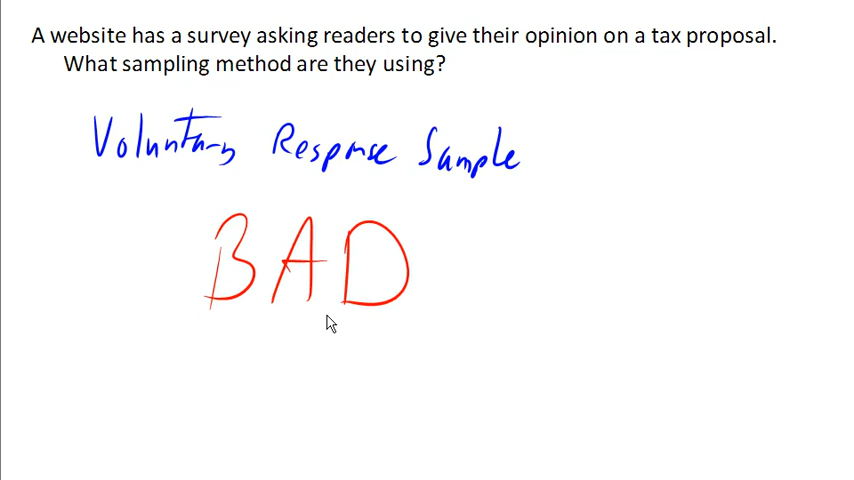 A website has a survey asking readers to give their opinion on a tax proposal.
What sampling method are they using?
Voluntary Response Sample
BAD